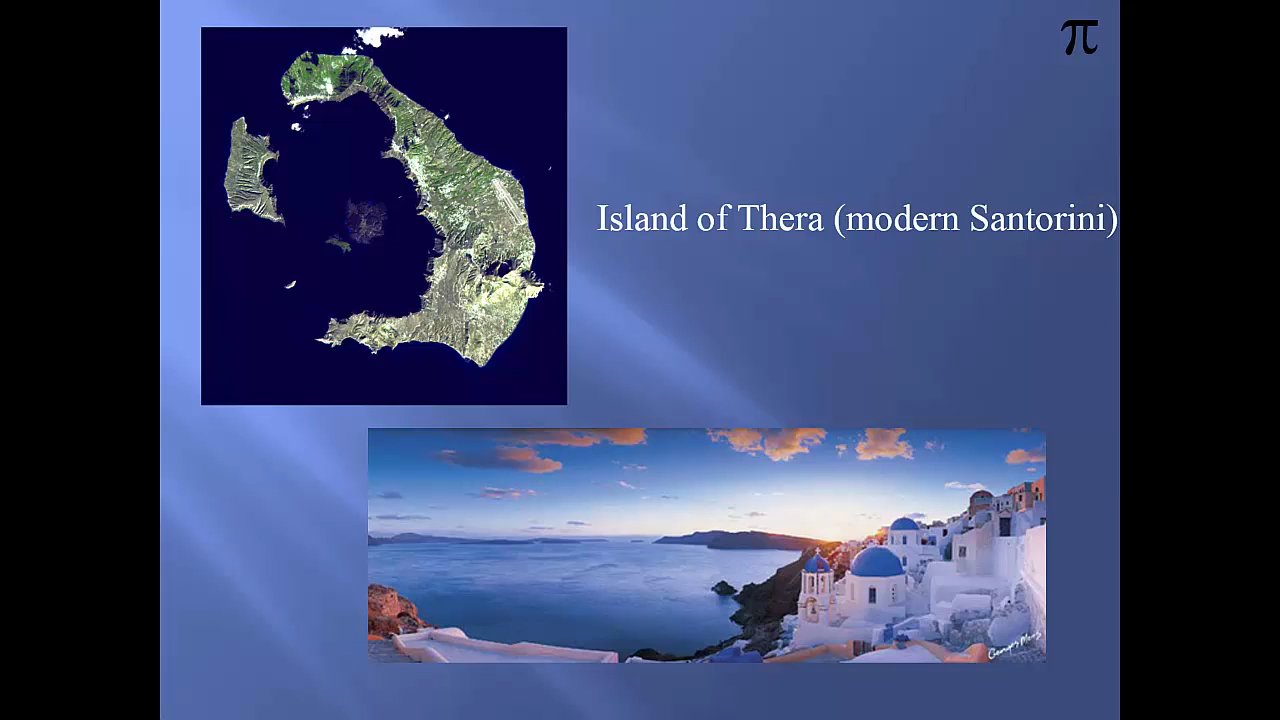 π
Island of Thera (modern Santorini)